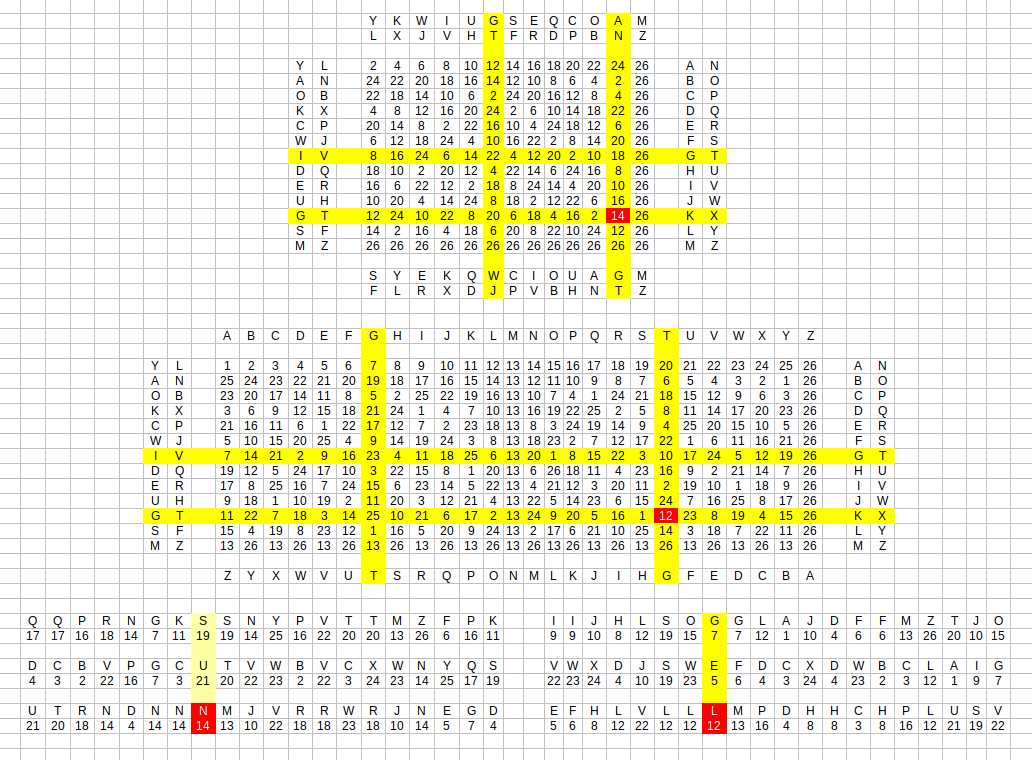 Y K W I U G S E Q C O A M
L X J V H T F R D P B N Z
Y L 2 4 6 8 10 12 14 16 18 20 22 24 26 A N
A N 24 22 20 18 16 14 12 10 8 6 4 2 26 B O
O B 22 18 14 10 6 2 24 20 16 12 8 4 26 C P
K X 4 8 12 16 20 24 2 6 10 14 18 22 26 D Q
C P 20 14 8 2 22 16 10 4 24 18 12 6 26 E R
W J 6 12 18 24 4 10 16 22 2 8 14 20 26 F S
I V 8 16 24 6 14 22 4 12 20 2 10 18 26 G T
D Q 18 10 2 20 12 4 22 14 6 24 16 8 26 H U
E R 16 6 22 12 2 18 8 24 14 4 20 10 26 I V
U H 10 20 4 14 24 8 18 2 12 22 6 16 26 J W
G T 12 24 10 22 8 20 6 18 4 16 2 14 26 K X
S F 14 2 16 4 18 6 20 8 22 10 24 12 26 L Y
M Z 26 26 26 26 26 26 26 26 26 26 26 26 26 M Z
S Y E K Q W C I O U A G M
F L R X D J P V B H N T Z
A B C D E F G H I J K L M N O P Q R S T U V W X Y Z
Y L 1 2 3 4 5 6 7 8 9 10 11 12 13 14 15 16 17 18 19 20 21 22 23 24 25 26 A N
A N 25 24 23 22 21 20 19 18 17 16 15 14 13 12 11 10 9 8 7 6 5 4 3 2 1 26 B O
O B 23 20 17 14 11 8 5 2 25 22 19 16 13 10 7 4 1 24 21 18 15 12 9 6 3 26 C P
K X 3 6 9 12 15 18 21 24 1 4 7 10 13 16 19 22 25 2 5 8 11 14 17 20 23 26 D Q
C P 21 16 11 6 1 22 17 12 7 2 23 18 13 8 3 24 19 14 9 4 25 20 15 10 5 26 E R
W J 5 10 15 20 25 4 9 14 19 24 3 8 13 18 23 2 7 12 17 22 1 6 11 16 21 26 F S
I V 7 14 21 2 9 16 23 4 11 18 25 6 13 20 1 8 15 22 3 10 17 24 5 12 19 26 G T
D Q 19 12 5 24 17 10 3 22 15 8 1 20 13 6 26 18 11 4 23 16 9 2 21 14 7 26 H U
E R 17 8 25 16 7 24 15 6 23 14 5 22 13 4 21 12 3 20 11 2 19 10 1 18 9 26 I V
U H 9 18 1 10 19 2 11 20 3 12 21 4 13 22 5 14 23 6 15 24 7 16 25 8 17 26 J W
G T 11 22 7 18 3 14 25 10 21 6 17 2 13 24 9 20 5 16 1 12 23 8 19 4 15 26 K X
S F 15 4 19 8 23 12 1 16 5 20 9 24 13 2 17 6 21 10 25 14 3 18 7 22 11 26 L Y
M Z 13 26 13 26 13 26 13 26 13 26 13 26 13 26 13 26 13 26 13 26 13 26 13 26 13 26 M Z
Z Y X W V U T S R Q P O N M L K J I H G F E D C B A
Q Q P R N G K S S N Y P V T T M Z F P K I I J H L S O G G L A J D F F M Z T J O
17 17 16 18 14 7 11 19 19 14 25 16 22 20 20 13 26 6 16 11 9 9 10 8 12 19 15 7 7 12 1 10 4 6 6 13 26 20 10 15
D C B V P G C U T V W B V C X W N Y Q S V W X D J S W E F D C X D W B C L A I G
4 3 2 22 16 7 3 21 20 22 23 2 22 3 24 23 14 25 17 19 22 23 24 4 10 19 23 5 6 4 3 24 4 23 2 3 12 1 9 7
U T R N D N N N M J V R R W R J N E G D E F H L V L L L M P D H H C H P L U S V
21 20 18 14 4 14 14 14 13 10 22 18 18 23 18 10 14 5 7 4 5 6 8 12 22 12 12 12 13 16 4 8 8 3 8 16 12 21 19 22